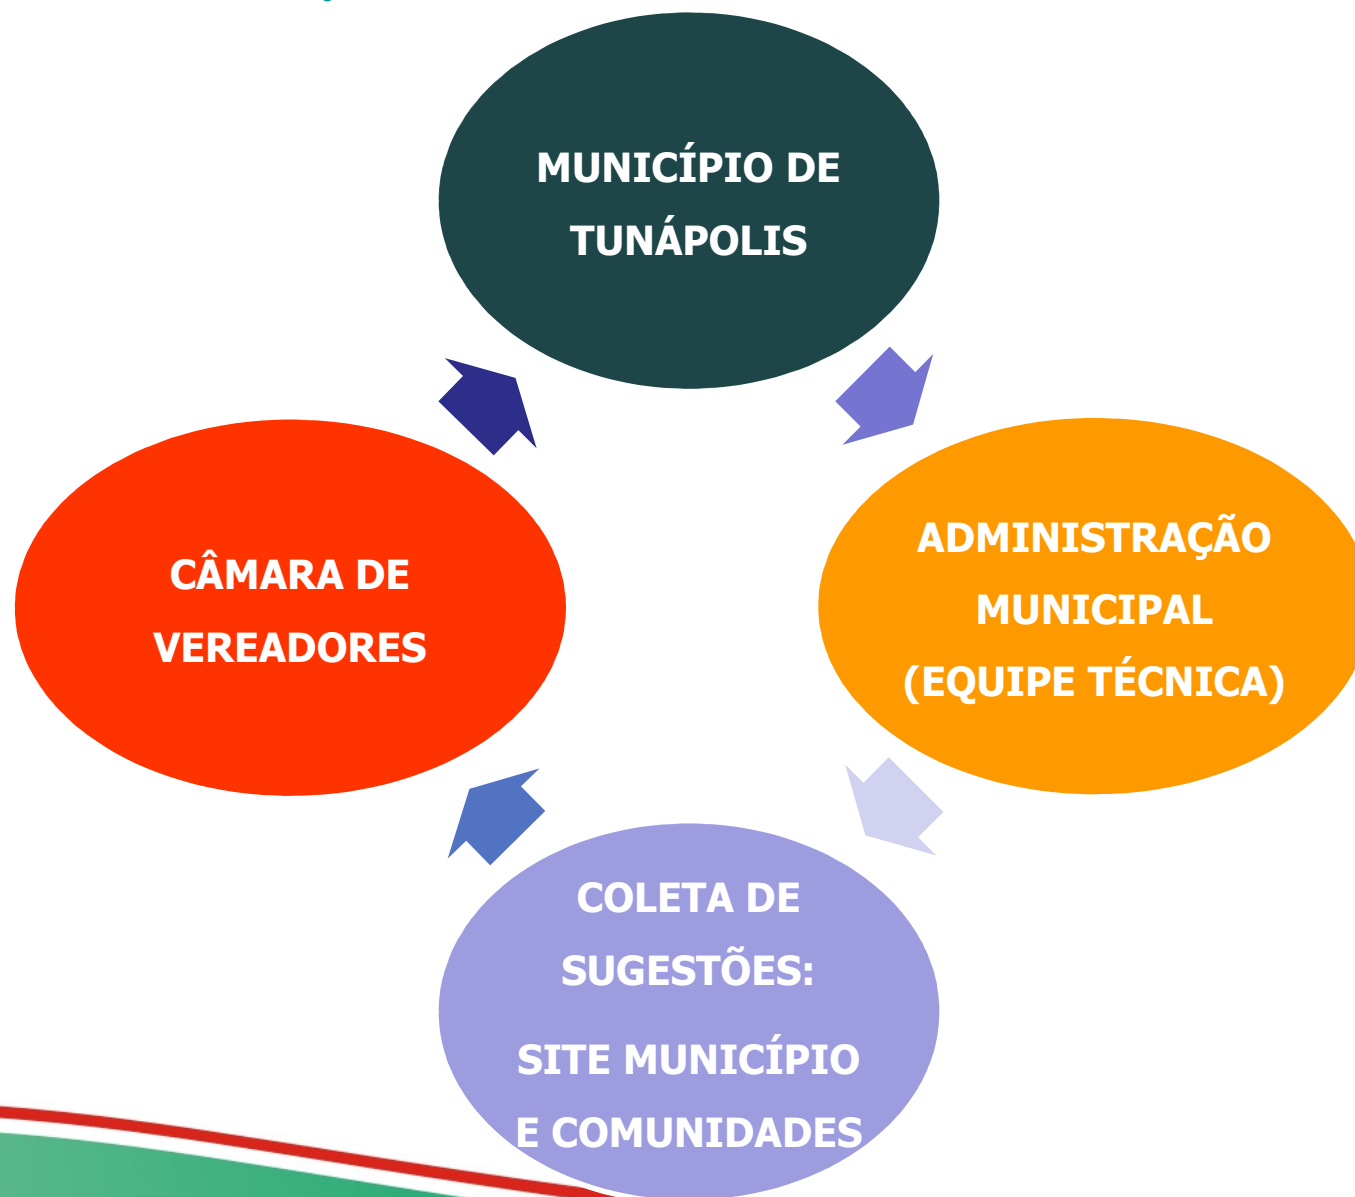 MUNICÍPIO DE
TUNÁPOLIS
CÂMARA DE
VEREADORES
ADMINISTRAÇÃO
MUNICIPAL
(EQUIPE TÉCNICA)
COLETA DE
SUGESTÕES:
SITE MUNICÍPIO
E COMUNIDADES